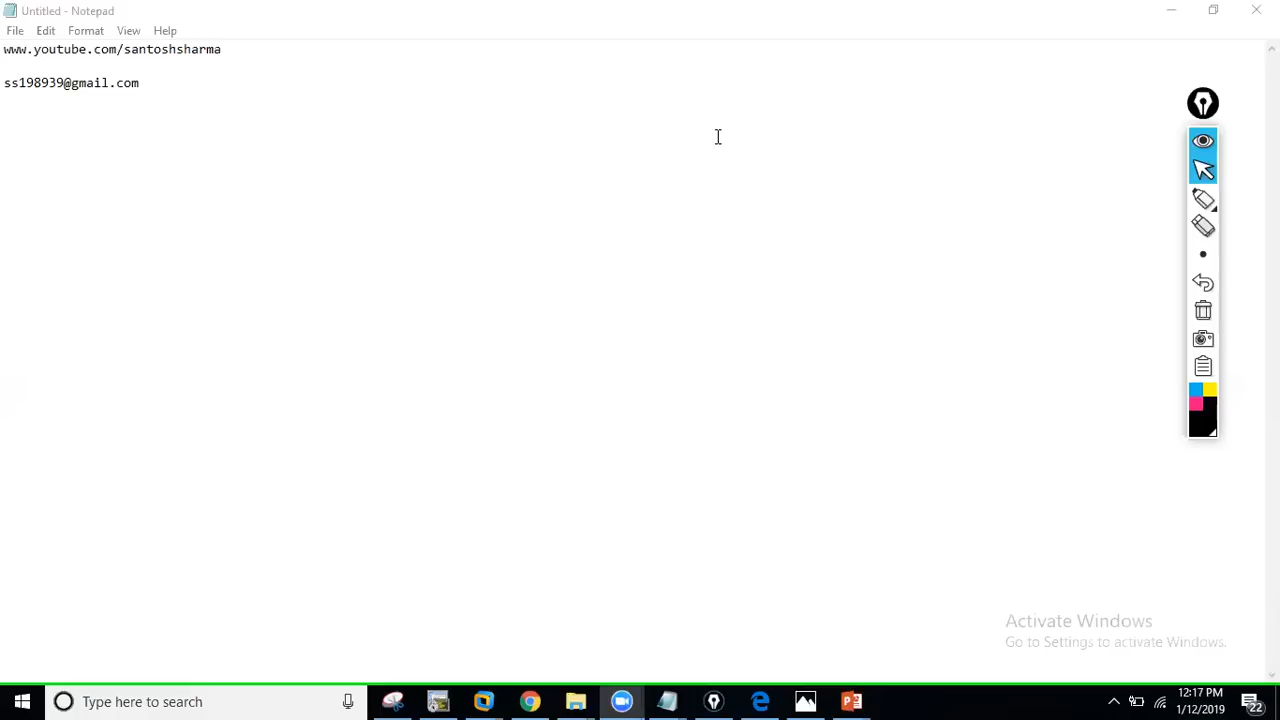 Untitled - Notepad
File Edit Format View Help
www.youtube.com/santoshsharma
ss198939@gmail.com
Activate Windows
Go to Settings to activate Windows.
Type here to search
12:17 PM
1/12/2019
22